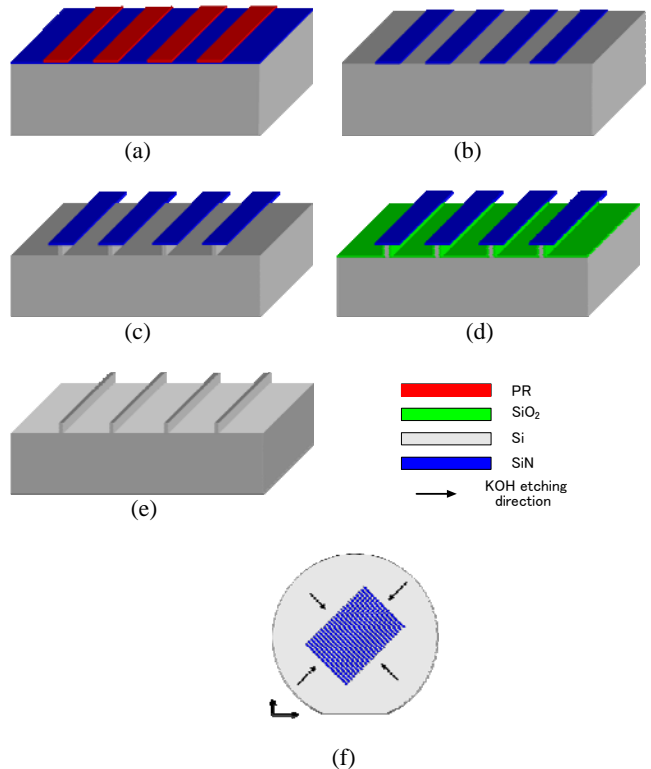 (a)
(b)
(c)
(d)
(e)
PR
SiO₂
Si
SiN
KOH etching
direction
(f)